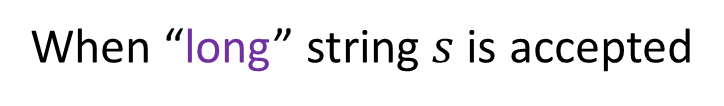 When “long” string 𝑠 is accepted